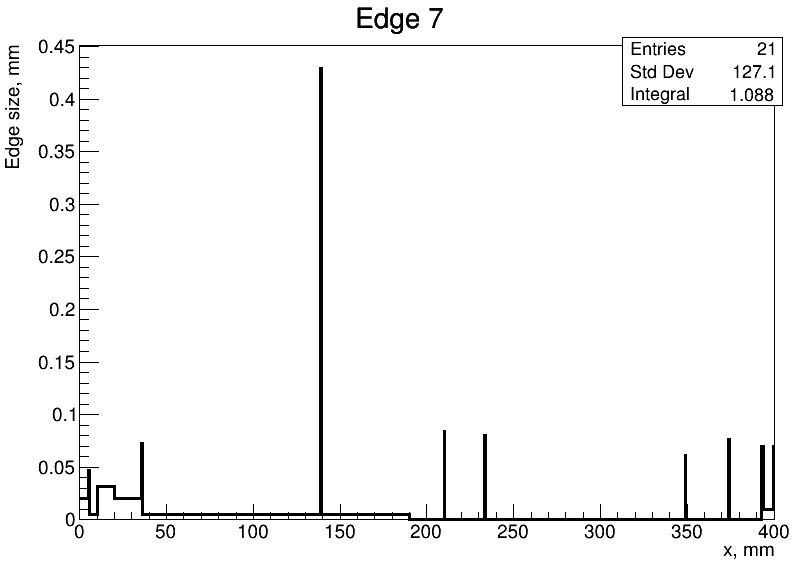 Edge 7
Entries 21
Std Dev 127.1
Integral 1.088
Edge size, mm
0.45
0.4
0.35
0.3
0.25
0.2
0.15
0.1
0.05
0
0 50 100 150 200 250 300 350 400
x, mm